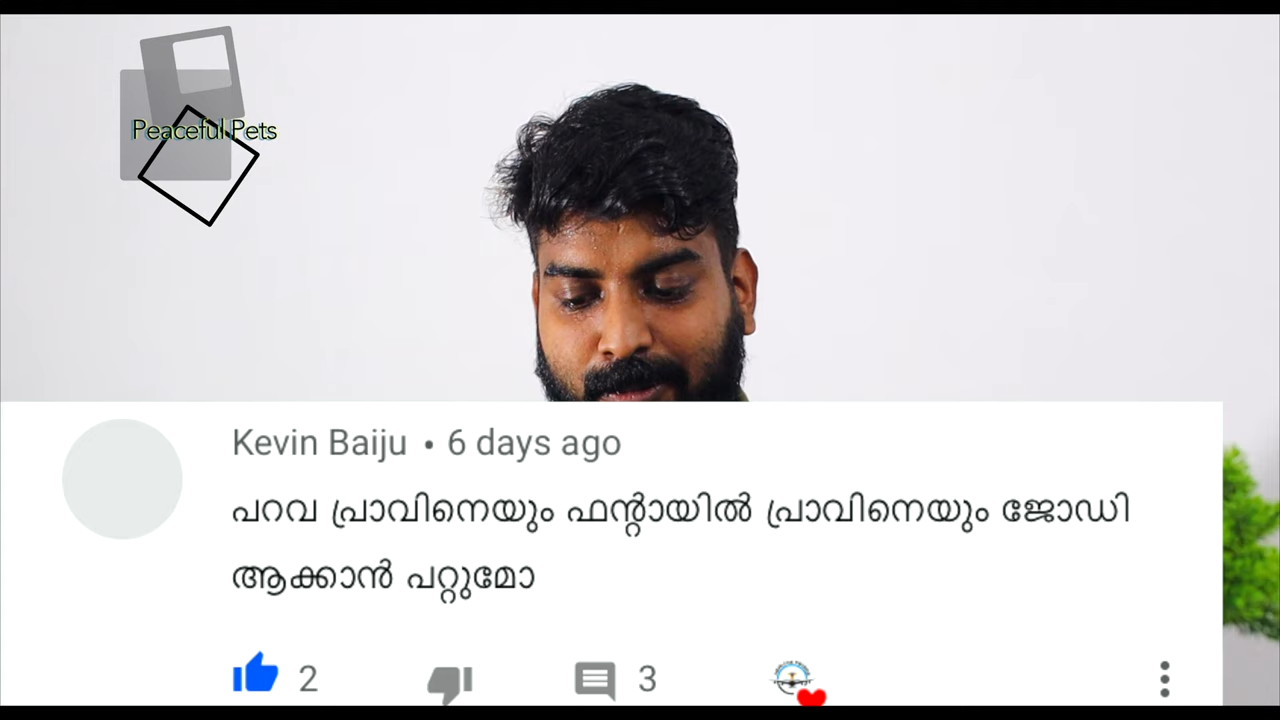 Peaceful Pets
Kevin Baiju • 6 days ago
പറവ പ്രാവിനെയും ഫന്റായിൽ പ്രാവിനെയും ജോഡി
ആക്കാൻ പറ്റുമോ
2
3